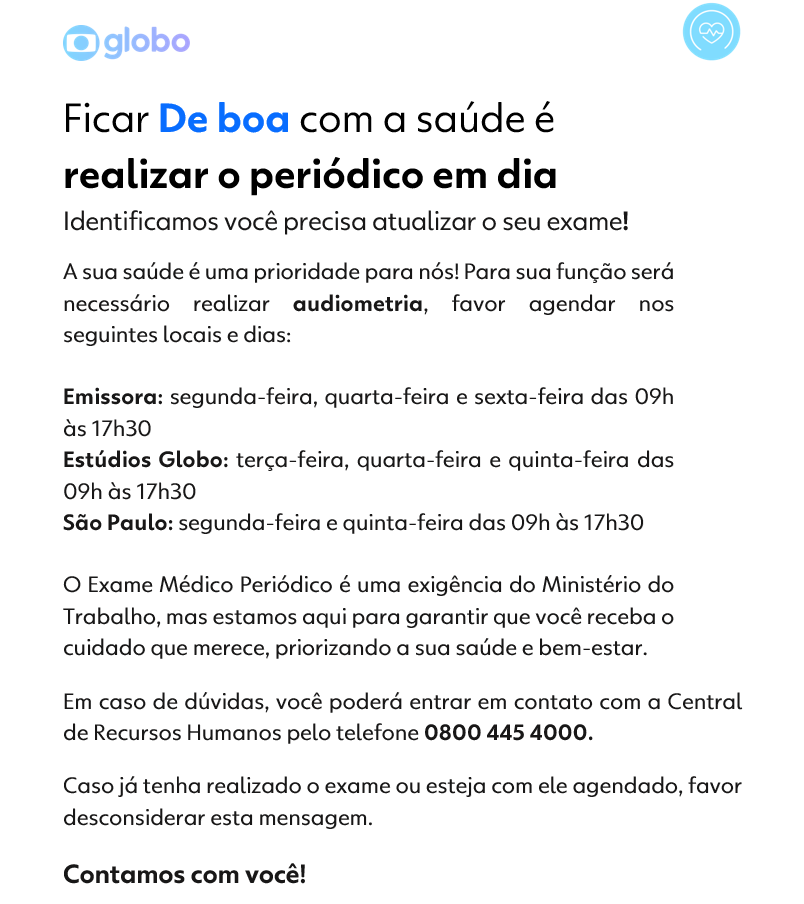 globo
Ficar De boa com a saúde é
realizar o periódico em dia
Identificamos você precisa atualizar o seu exame!
A sua saúde é uma prioridade para nós! Para sua função será
necessário realizar audiometria, favor agendar nos
seguintes locais e dias:
Emissora: segunda-feira, quarta-feira e sexta-feira das 09h
às 17h30
Estúdios Globo: terça-feira, quarta-feira e quinta-feira das
09h às 17h30
São Paulo: segunda-feira e quinta-feira das 09h às 17h30
O Exame Médico Periódico é uma exigência do Ministério do
Trabalho, mas estamos aqui para garantir que você receba o
cuidado que merece, priorizando a sua saúde e bem-estar.
Em caso de dúvidas, você poderá entrar em contato com a Central
de Recursos Humanos pelo telefone 0800 445 4000.
Caso já tenha realizado o exame ou esteja com ele agendado, favor
desconsiderar esta mensagem.
Contamos com você!